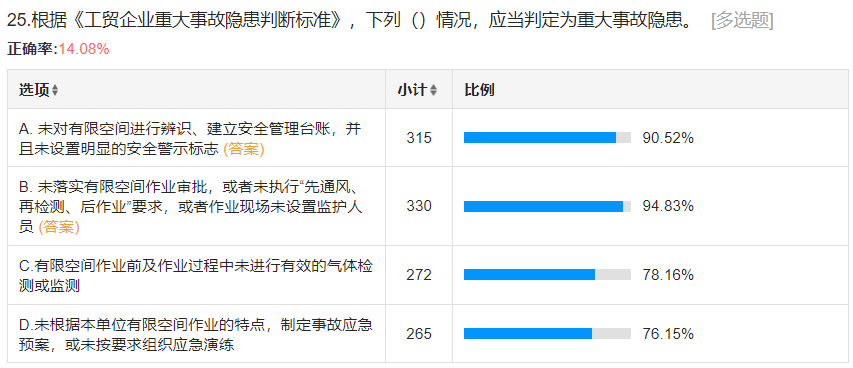 25.根据《工贸企业重大事故隐患判断标准》，下列（）情况，应当判定为重大事故隐患。 [多选题]
正确率:14.08%
选项 小计 比例
A. 未对有限空间进行辨识、建立安全管理台账，并
且未设置明显的安全警示标志 (答案)
315 90.52%
B. 未落实有限空间作业审批，或者未执行“先通风、
再检测、后作业”要求，或者作业现场未设置监护人
员 (答案)
330 94.83%
C.有限空间作业前及作业过程中未进行有效的气体检
测或监测
272 78.16%
D.未根据本单位有限空间作业的特点，制定事故应急
预案，或未按要求组织应急演练
265 76.15%